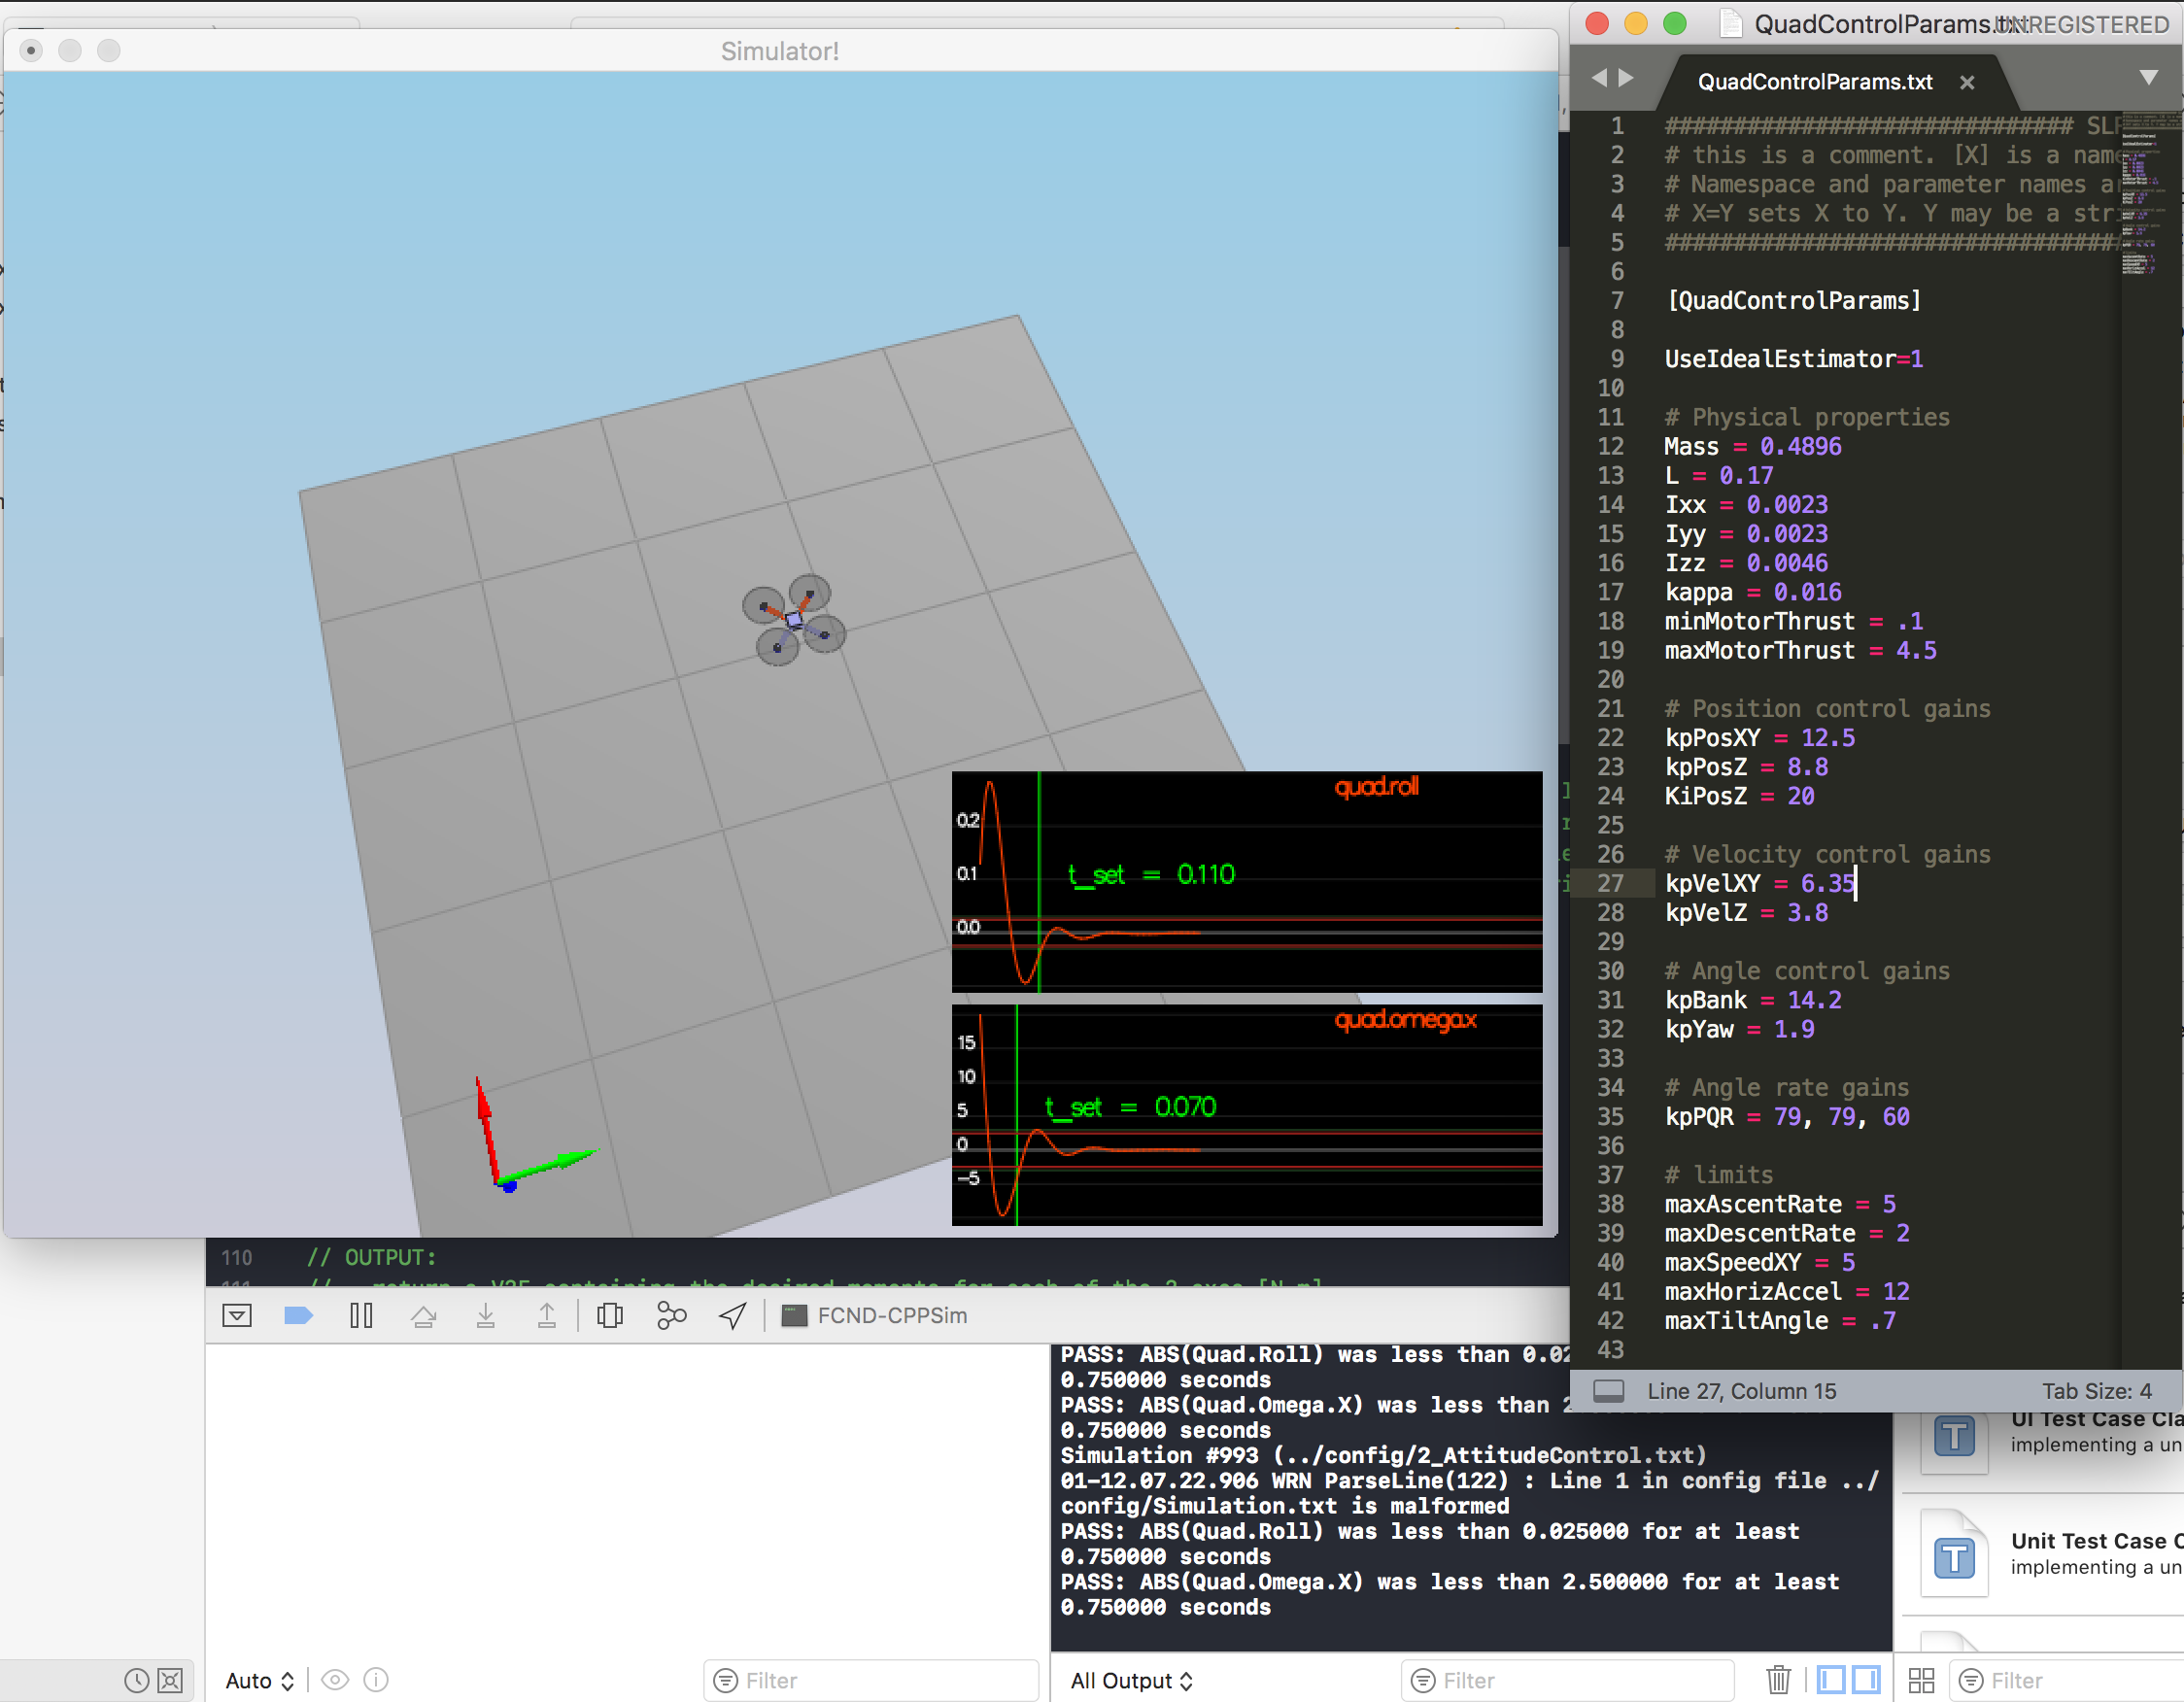 Simulator!
quad.roll
0.2
0.1
0.0
t_set = 0.110
quad.omega.x
15
10
5
0
-5
t_set = 0.070
110 // OUTPUT:
FCND-CPPSim
PASS: ABS(Quad.Roll) was less than 0.02
0.750000 seconds
PASS: ABS(Quad.Omega.X) was less than 2
0.750000 seconds
Simulation #993 (../config/2_AttitudeControl.txt)
01-12.07.22.906 WRN ParseLine(122) : Line 1 in config file ../
config/Simulation.txt is malformed
PASS: ABS(Quad.Roll) was less than 0.025000 for at least
0.750000 seconds
PASS: ABS(Quad.Omega.X) was less than 2.500000 for at least
0.750000 seconds
Auto
Filter
All Output
Filter
QuadControlParams.txt
UNREGISTERED
QuadControlParams.txt
1 ############################## SLR
2 # this is a comment. [X] is a name
3 # Namespace and parameter names a
4 # X=Y sets X to Y. Y may be a stri
5 ##################################
6
7 [QuadControlParams]
8
9 UseIdealEstimator=1
10
11 # Physical properties
12 Mass = 0.4896
13 L = 0.17
14 Ixx = 0.0023
15 Iyy = 0.0023
16 Izz = 0.0046
17 kappa = 0.016
18 minMotorThrust = .1
19 maxMotorThrust = 4.5
20
21 # Position control gains
22 kpPosXY = 12.5
23 kpPosZ = 8.8
24 KiPosZ = 20
25
26 # Velocity control gains
27 kpVelXY = 6.35
28 kpVelZ = 3.8
29
30 # Angle control gains
31 kpBank = 14.2
32 kpYaw = 1.9
33
34 # Angle rate gains
35 kpPQR = 79, 79, 60
36
37 # limits
38 maxAscentRate = 5
39 maxDescentRate = 2
40 maxSpeedXY = 5
41 maxHorizAccel = 12
42 maxTiltAngle = .7
43
Line 27, Column 15
Tab Size: 4
UI Test Case Cla
implementing a un
Unit Test Case C
implementing a un
Filter